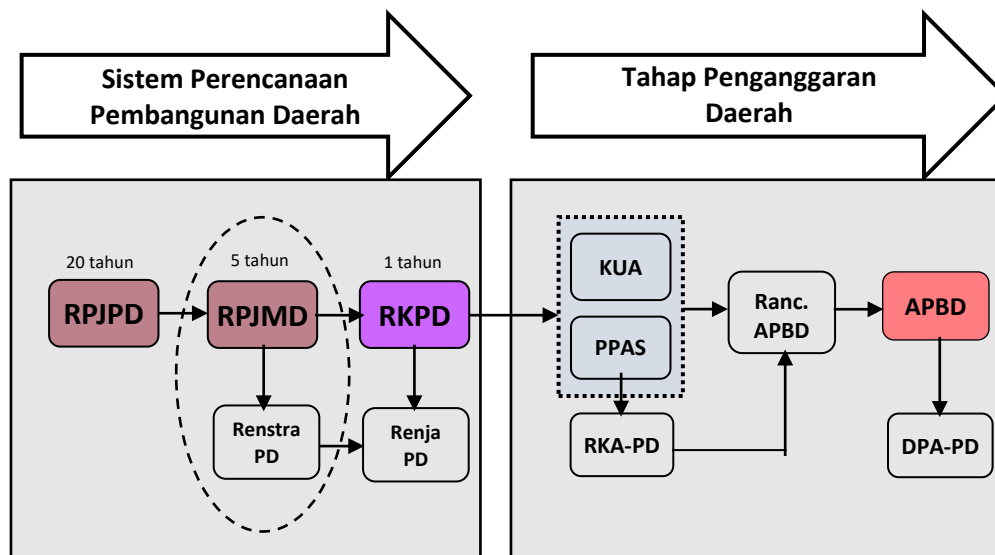 Sistem Perencanaan
Pembangunan Daerah
Tahap Penganggaran
Daerah
20 tahun
5 tahun
1 tahun
RPJPD
RPJMD
RKPD
Renstra
PD
Renja
PD
KUA
PPAS
RKA-PD
Ranc.
APBD
APBD
DPA-PD